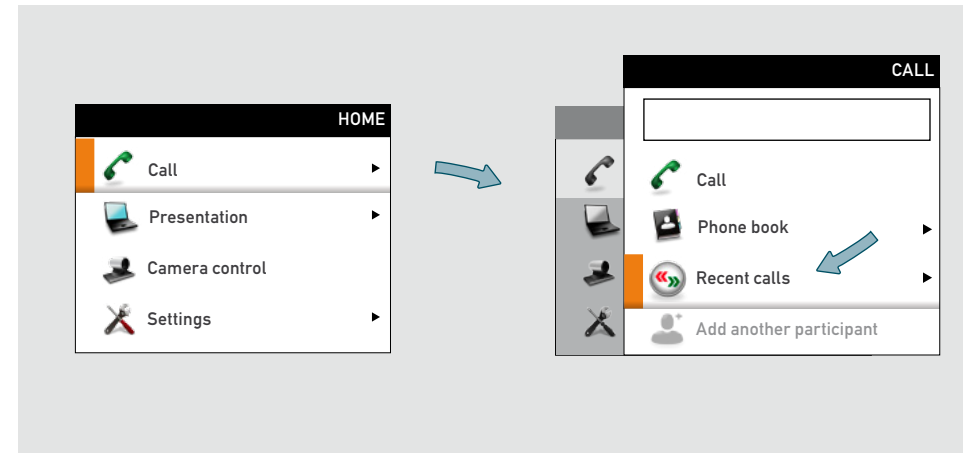 HOME
Call
Presentation
Camera control
Settings
CALL
Call
Phone book
Recent calls
Add another participant